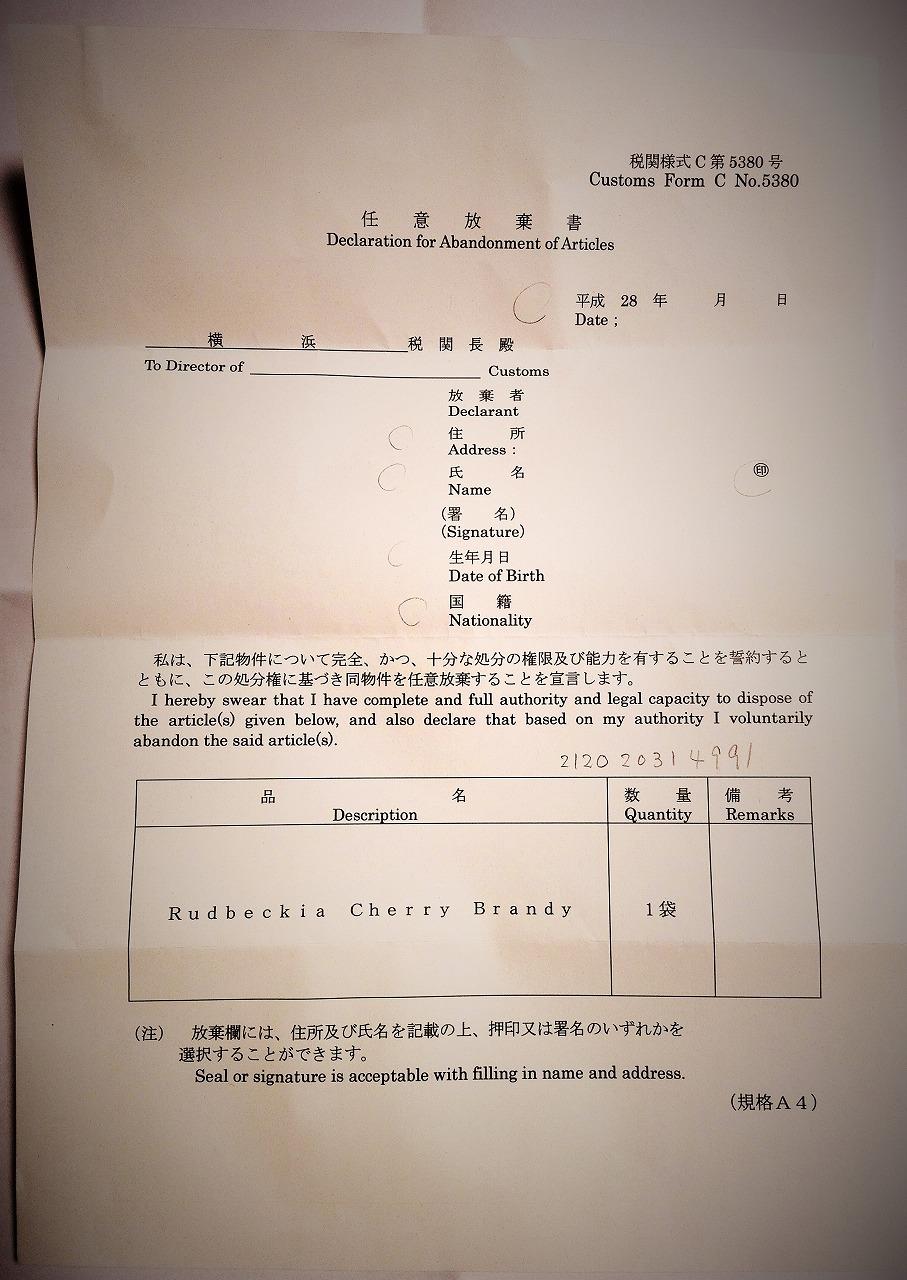 税関様式C第5380号
Customs Form C No.5380
任意放棄書
Declaration for Abandonment of Articles
平成 28 年 月 日
Date ;
横浜税関長殿
To Director of Customs
放棄者
Declarant
住所
Address :
氏名 ㊞
Name
(署名)
(Signature)
生年月日
Date of Birth
国籍
Nationality
私は、下記物件について完全、かつ、十分な処分の権限及び能力を有することを誓約すると
ともに、この処分権に基づき同物件を任意放棄することを宣言します。
I hereby swear that I have complete and full authority and legal capacity to dispose of
the article(s) given below, and also declare that based on my authority I voluntarily
abandon the said article(s).
2120 2031 4991
品名 数量 備考
Description Quantity Remarks
Rudbeckia Cherry Brandy 1袋
(注) 放棄欄には、住所及び氏名を記載の上、押印又は署名のいずれかを
選択することができます。
Seal or signature is acceptable with filling in name and address.
(規格A4)